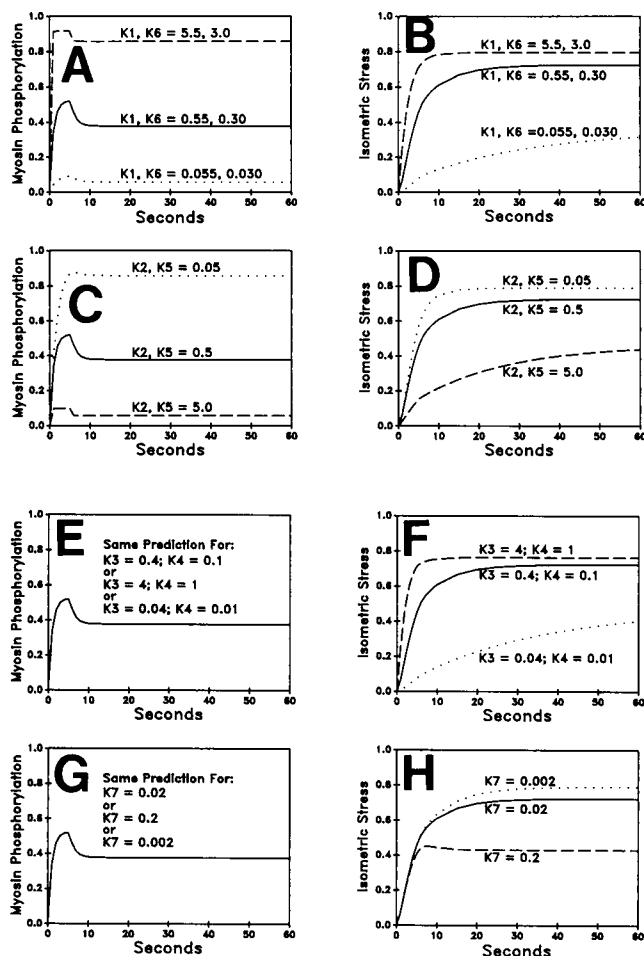 Myosin Phosphorylation
1.0
0.8
0.6
0.4
0.2
0.0
A
K1, K6 = 5.5, 3.0
K1, K6 = 0.55, 0.30
K1, K6 = 0.055, 0.030
0 10 20 30 40 50 60
Seconds
Isometric Stress
1.0
0.8
0.6
0.4
0.2
0.0
B
K1, K6 = 5.5, 3.0
K1, K6 = 0.55, 0.30
K1, K6 =0.055, 0.030
0 10 20 30 40 50 60
Seconds
Myosin Phosphorylation
1.0
0.8
0.6
0.4
0.2
0.0
C
K2, K5 = 0.05
K2, K5 = 0.5
K2, K5 = 5.0
0 10 20 30 40 50 60
Seconds
Isometric Stress
1.0
0.8
0.6
0.4
0.2
0.0
D
K2, K5 = 0.05
K2, K5 = 0.5
K2, K5 = 5.0
0 10 20 30 40 50 60
Seconds
Myosin Phosphorylation
1.0
0.8
0.6
0.4
0.2
0.0
E
Same Prediction For:
K3 = 0.4; K4 = 0.1
or
K3 = 4; K4 = 1
or
K3 = 0.04; K4 = 0.01
0 10 20 30 40 50 60
Seconds
Isometric Stress
1.0
0.8
0.6
0.4
0.2
0.0
F
K3 = 4; K4 = 1
K3 = 0.4; K4 = 0.1
K3 = 0.04; K4 = 0.01
0 10 20 30 40 50 60
Seconds
Myosin Phosphorylation
1.0
0.8
0.6
0.4
0.2
0.0
G
Same Prediction For:
K7 = 0.02
or
K7 = 0.2
or
K7 = 0.002
0 10 20 30 40 50 60
Seconds
Isometric Stress
1.0
0.8
0.6
0.4
0.2
0.0
H
K7 = 0.002
K7 = 0.02
K7 = 0.2
0 10 20 30 40 50 60
Seconds